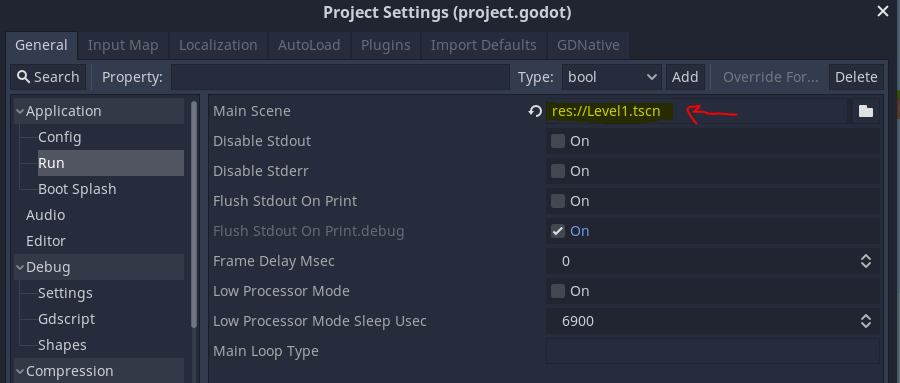 Project Settings (project.godot)
General Input Map Localization AutoLoad Plugins Import Defaults GDNative
Search Property: Type: bool Add Override For... Delete
Application
Config
Run
Boot Splash
Audio
Editor
Debug
Settings
Gdscript
Shapes
Compression
Main Scene res://Level1.tscn
Disable Stdout On
Disable Stderr On
Flush Stdout On Print On
Flush Stdout On Print.debug On
Frame Delay Msec 0
Low Processor Mode On
Low Processor Mode Sleep Usec 6900
Main Loop Type